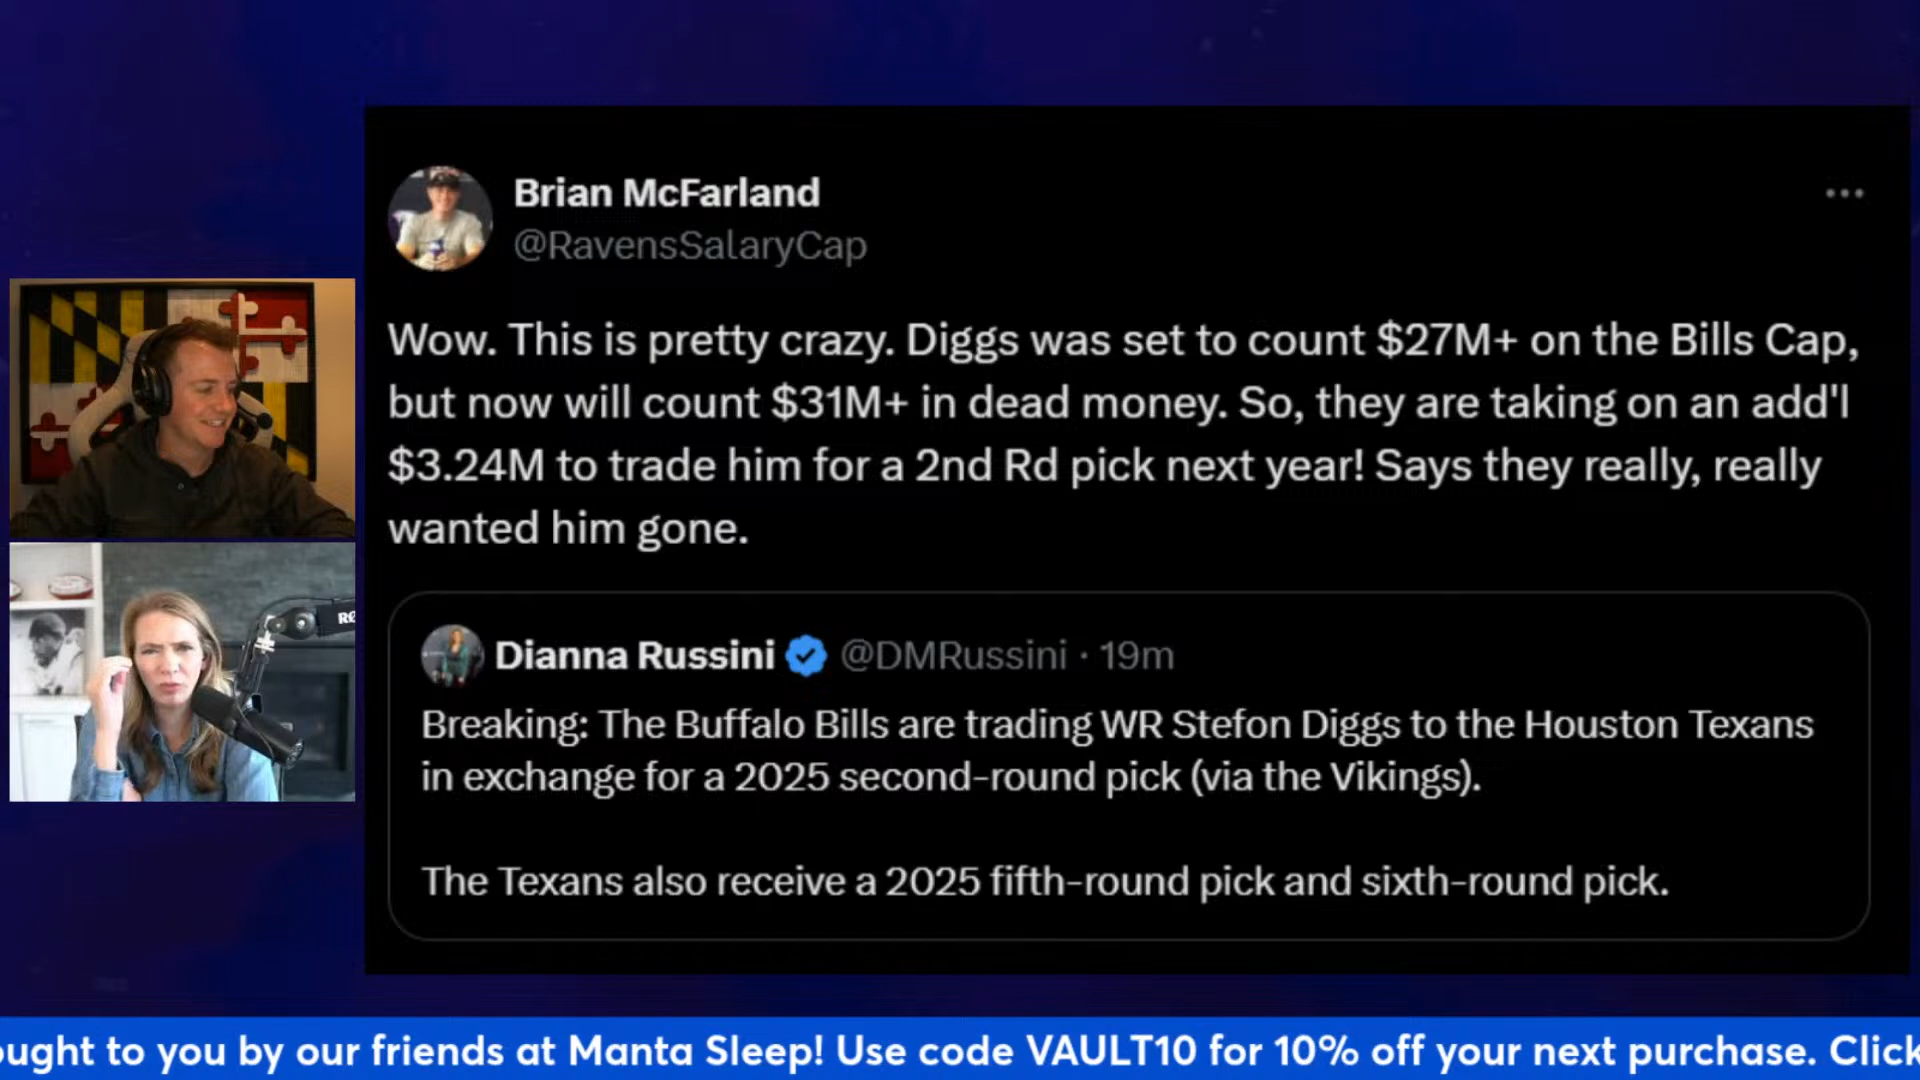 Brian McFarland
@RavensSalaryCap
Wow. This is pretty crazy. Diggs was set to count $27M+ on the Bills Cap,
but now will count $31M+ in dead money. So, they are taking on an add'l
$3.24M to trade him for a 2nd Rd pick next year! Says they really, really
wanted him gone.
Dianna Russini @DMRussini · 19m
Breaking: The Buffalo Bills are trading WR Stefon Diggs to the Houston Texans
in exchange for a 2025 second-round pick (via the Vikings).
The Texans also receive a 2025 fifth-round pick and sixth-round pick.
ought to you by our friends at Manta Sleep! Use code VAULT10 for 10% off your next purchase. Click